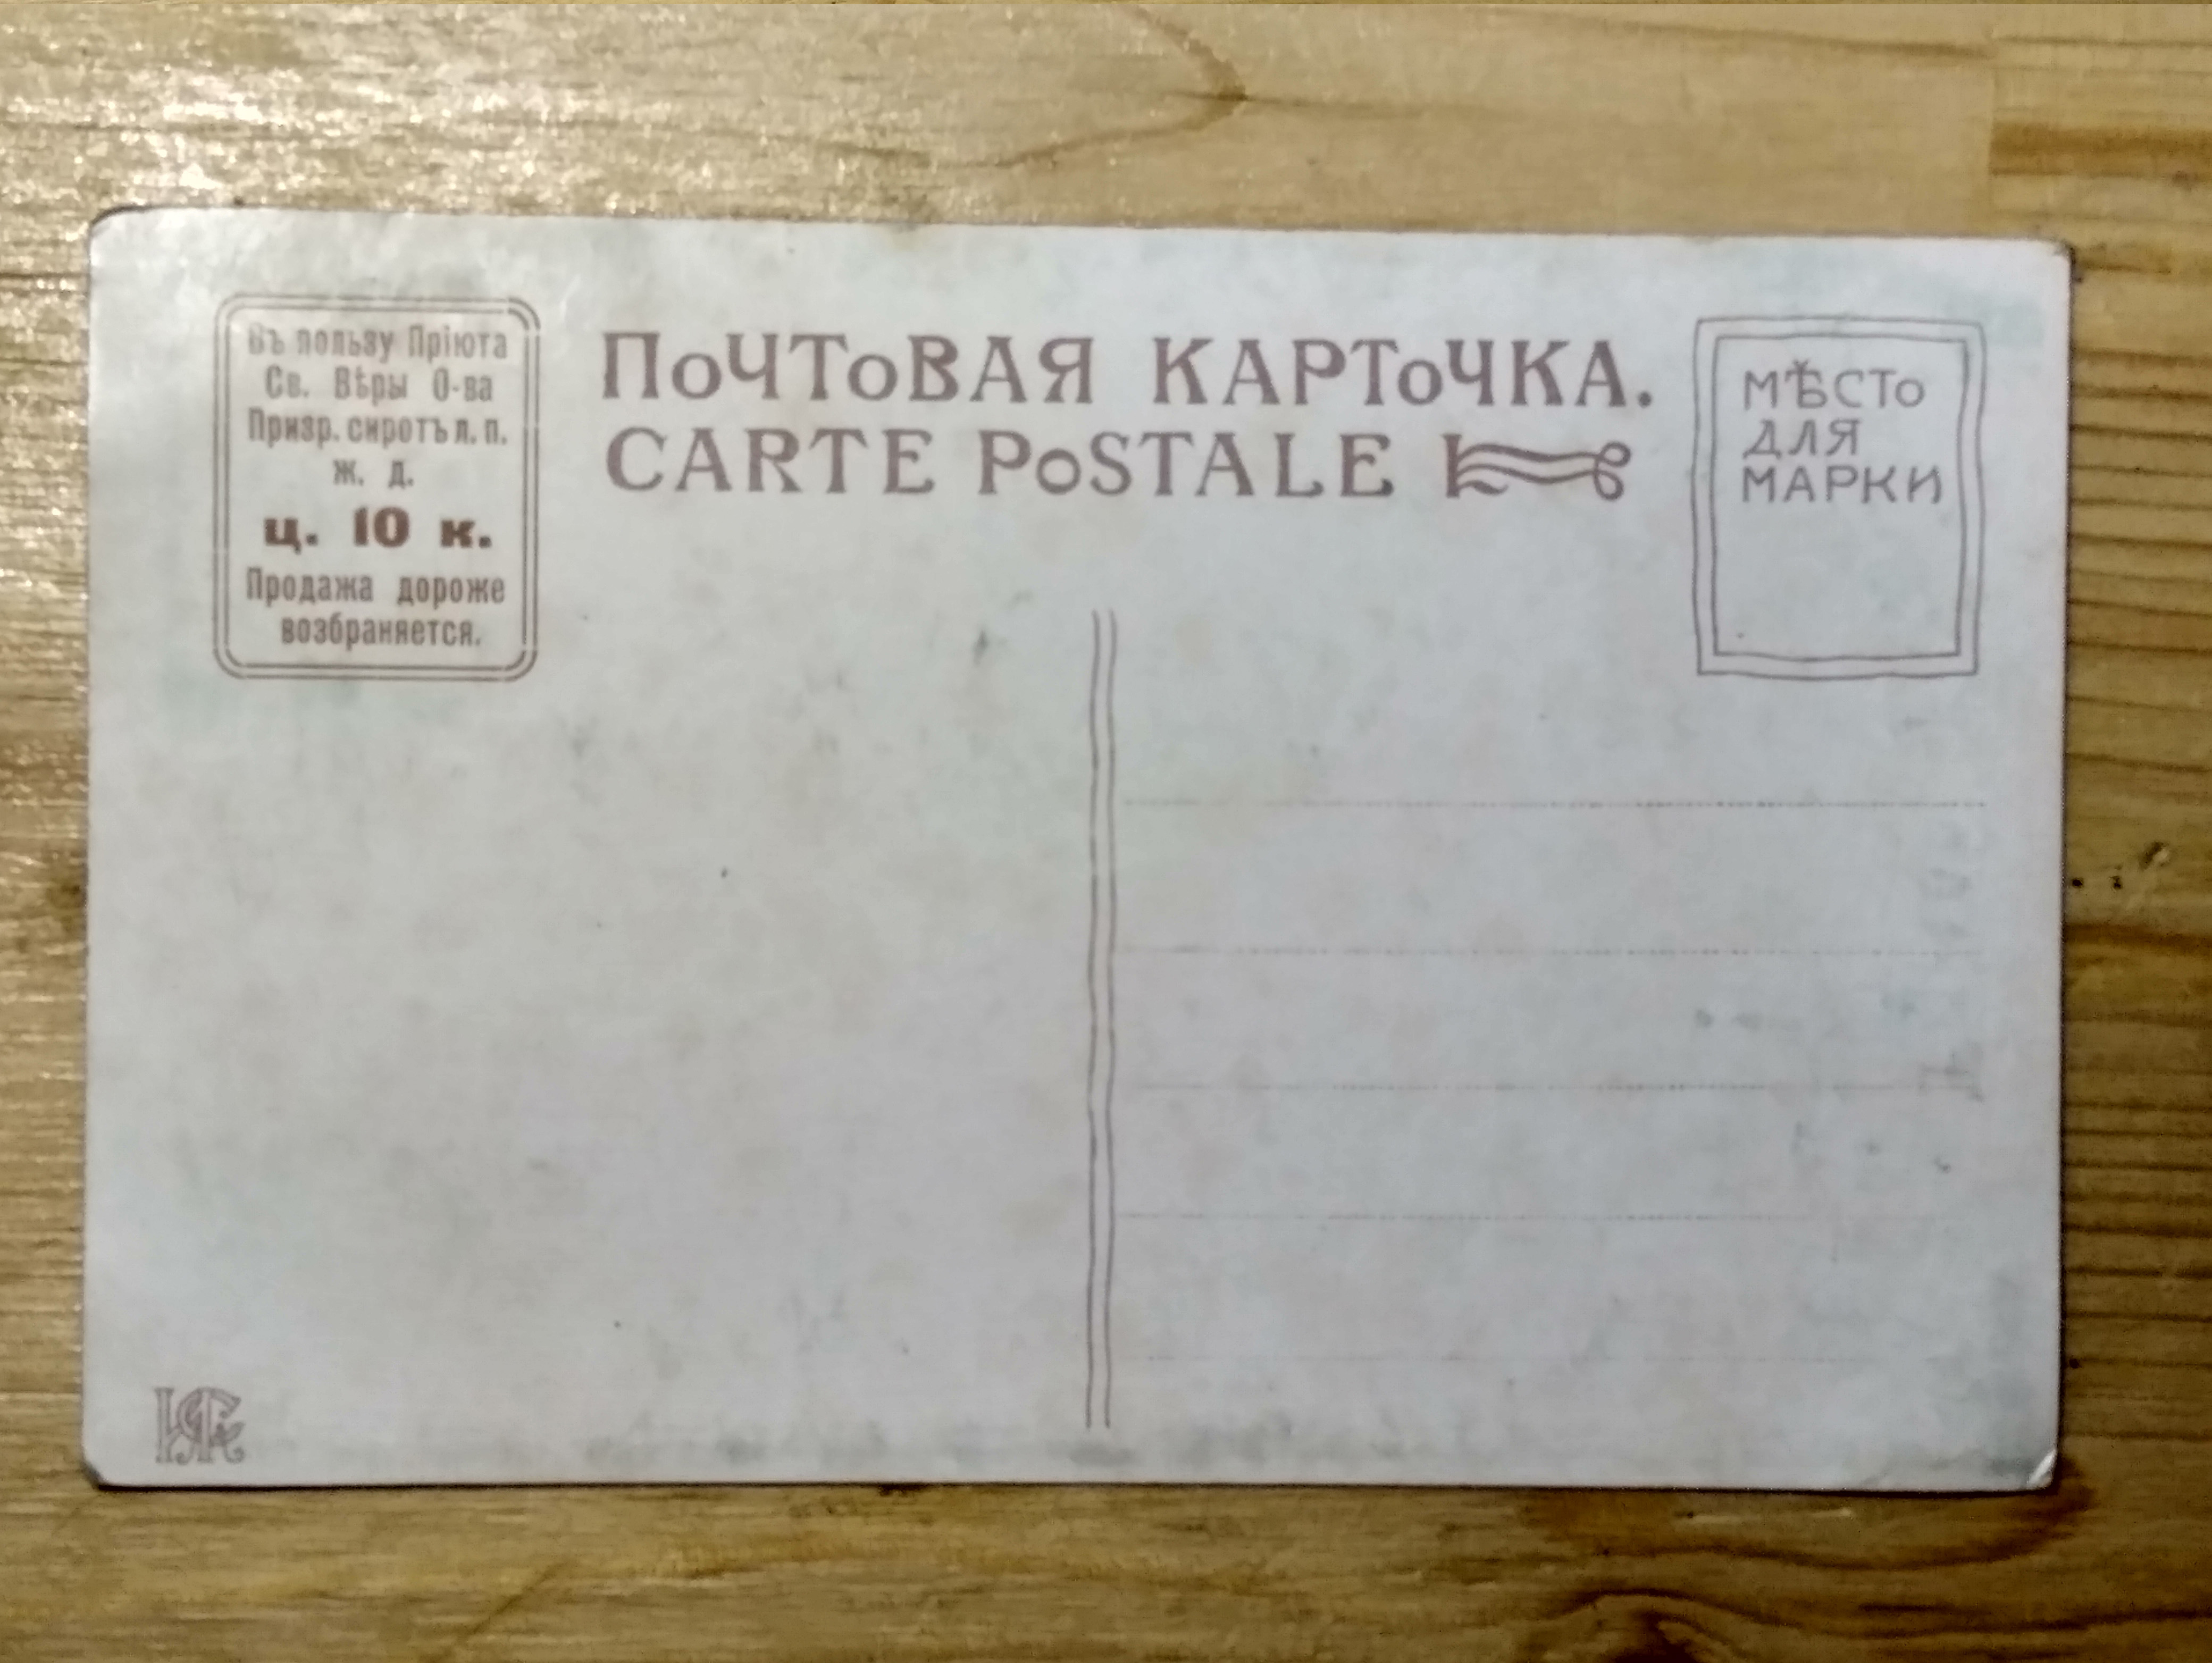 Въ пользу Пріюта
Св. Вѣры О-ва
Призр. сиротъ л. п.
ж. д.
ц. 10 к.
Продажа дороже
возбраняется.
ПОЧТОВАЯ КАРТОЧКА.
CARTE POSTALE
МѢСТО
ДЛЯ
МАРКИ